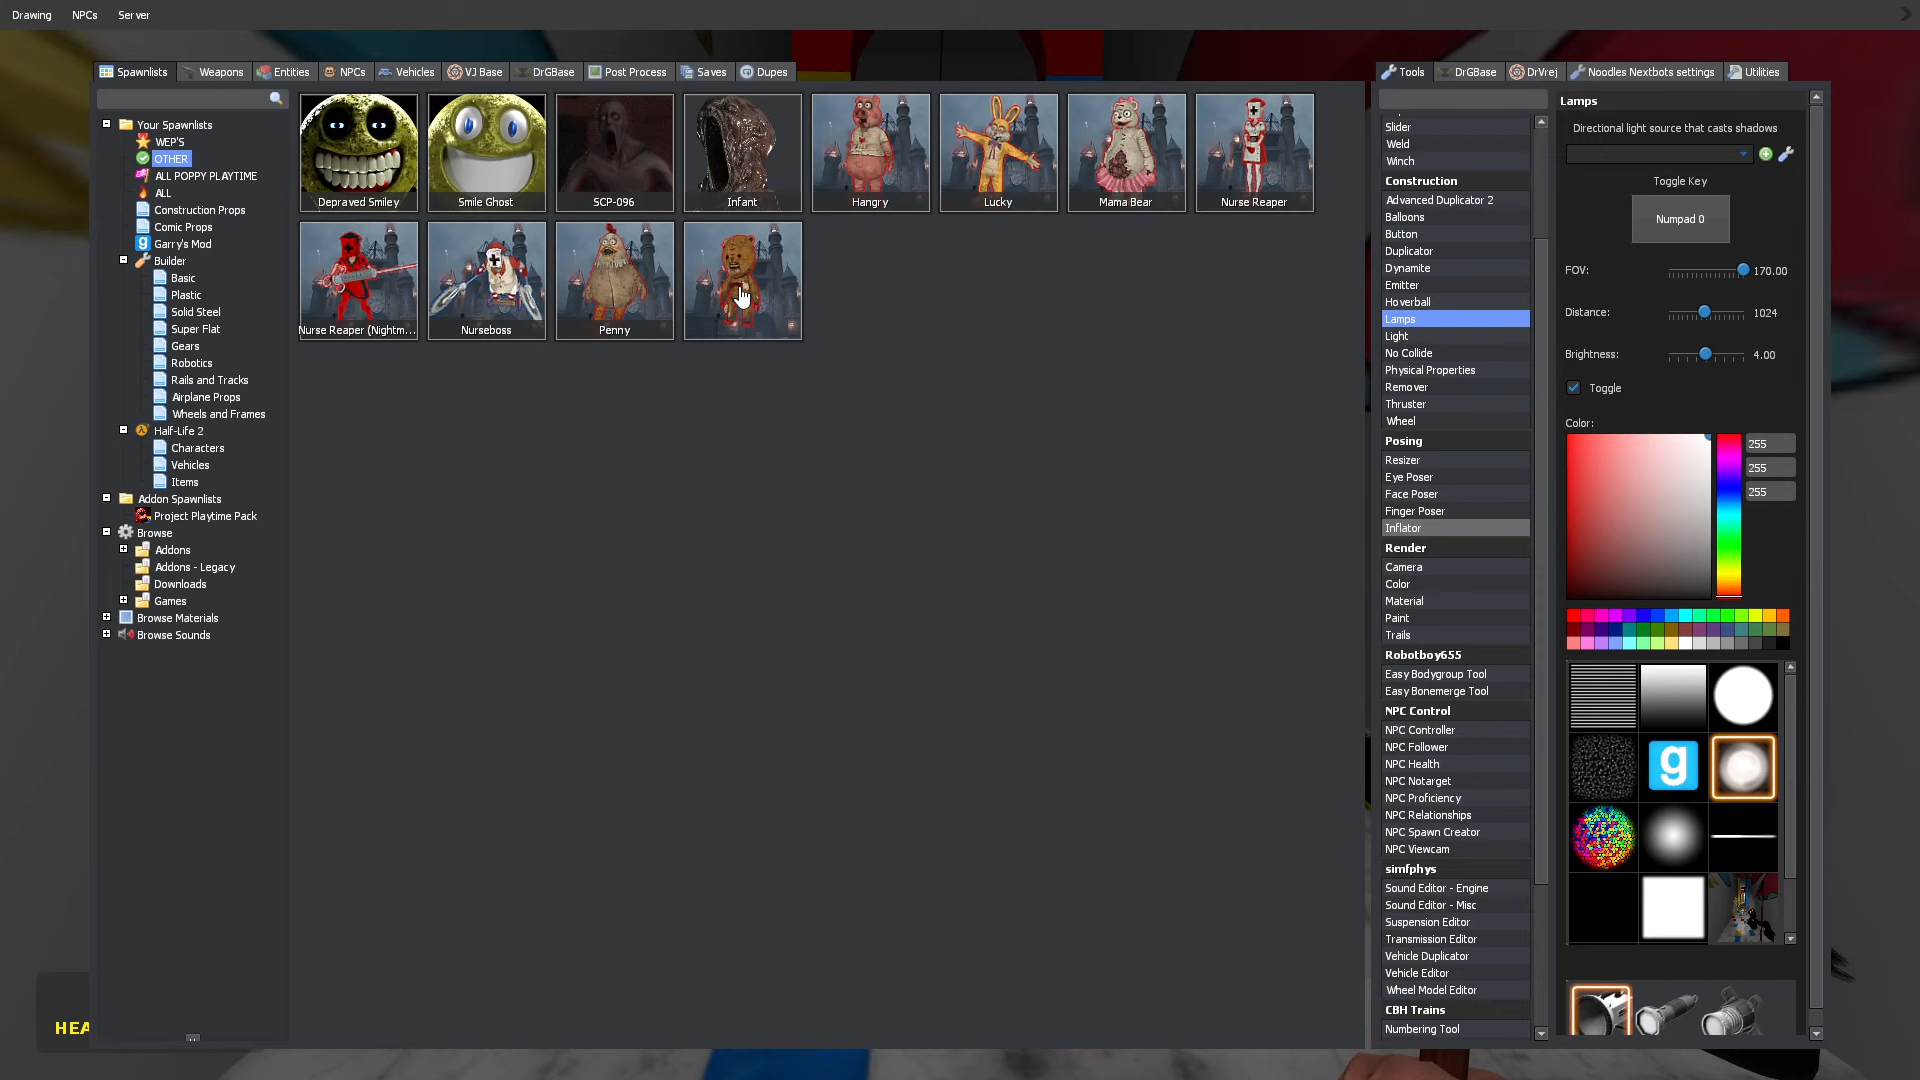 Drawing NPCs Server
Spawnlists Weapons Entities NPCs Vehicles VJ Base DrGBase Post Process Saves Dupes
Your Spawnlists
WEP'S
OTHER
ALL POPPY PLAYTIME
ALL
Construction Props
Comic Props
Garry's Mod
Builder
Basic
Plastic
Solid Steel
Super Flat
Gears
Robotics
Rails and Tracks
Airplane Props
Wheels and Frames
Half-Life 2
Characters
Vehicles
Items
Addon Spawnlists
Project Playtime Pack
Browse
Addons
Addons - Legacy
Downloads
Games
Browse Materials
Browse Sounds
HEA
Depraved Smiley Smile Ghost SCP-096 Infant Hangry Lucky Mama Bear Nurse Reaper
Nurse Reaper (Nightm... Nurseboss Penny
Tools DrGBase DrVrej Noodles Nextbots settings Utilities
Slider
Weld
Winch
Construction
Advanced Duplicator 2
Balloons
Button
Duplicator
Dynamite
Emitter
Hoverball
Lamps
Light
No Collide
Physical Properties
Remover
Thruster
Wheel
Posing
Resizer
Eye Poser
Face Poser
Finger Poser
Inflator
Render
Camera
Color
Material
Paint
Trails
Robotboy655
Easy Bodygroup Tool
Easy Bonemerge Tool
NPC Control
NPC Controller
NPC Follower
NPC Health
NPC Notarget
NPC Proficiency
NPC Relationships
NPC Spawn Creator
NPC Viewcam
simfphys
Sound Editor - Engine
Sound Editor - Misc
Suspension Editor
Transmission Editor
Vehicle Duplicator
Vehicle Editor
Wheel Model Editor
CBH Trains
Numbering Tool
Lamps
Directional light source that casts shadows
Toggle Key
Numpad 0
FOV: 170.00
Distance: 1024
Brightness: 4.00
Toggle
Color:
255
255
255
g